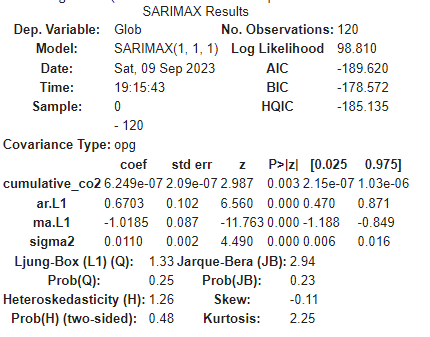 SARIMAX Results
Dep. Variable: Glob No. Observations: 120
Model: SARIMAX(1, 1, 1) Log Likelihood 98.810
Date: Sat, 09 Sep 2023 AIC -189.620
Time: 19:15:43 BIC -178.572
Sample: 0 HQIC -185.135
- 120
Covariance Type: opg
coef std err z P>|z| [0.025 0.975]
cumulative_co2 6.249e-07 2.09e-07 2.987 0.003 2.15e-07 1.03e-06
ar.L1 0.6703 0.102 6.560 0.000 0.470 0.871
ma.L1 -1.0185 0.087 -11.763 0.000 -1.188 -0.849
sigma2 0.0110 0.002 4.490 0.000 0.006 0.016
Ljung-Box (L1) (Q): 1.33 Jarque-Bera (JB): 2.94
Prob(Q): 0.25 Prob(JB): 0.23
Heteroskedasticity (H): 1.26 Skew: -0.11
Prob(H) (two-sided): 0.48 Kurtosis: 2.25